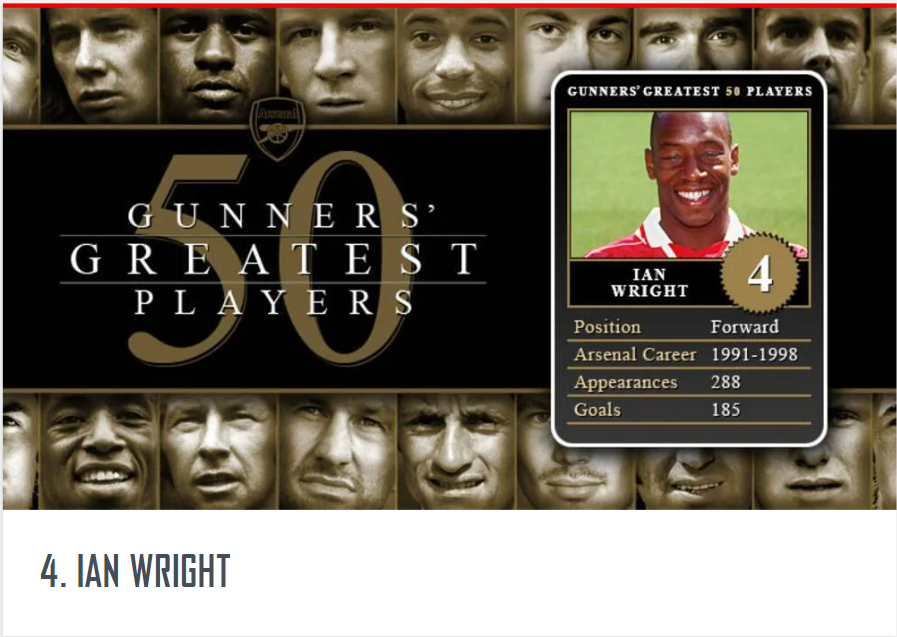 Arsenal
50
GUNNERS'
GREATEST
PLAYERS
GUNNERS' GREATEST 50 PLAYERS
IAN
WRIGHT
4
Position Forward
Arsenal Career 1991-1998
Appearances 288
Goals 185
4. IAN WRIGHT